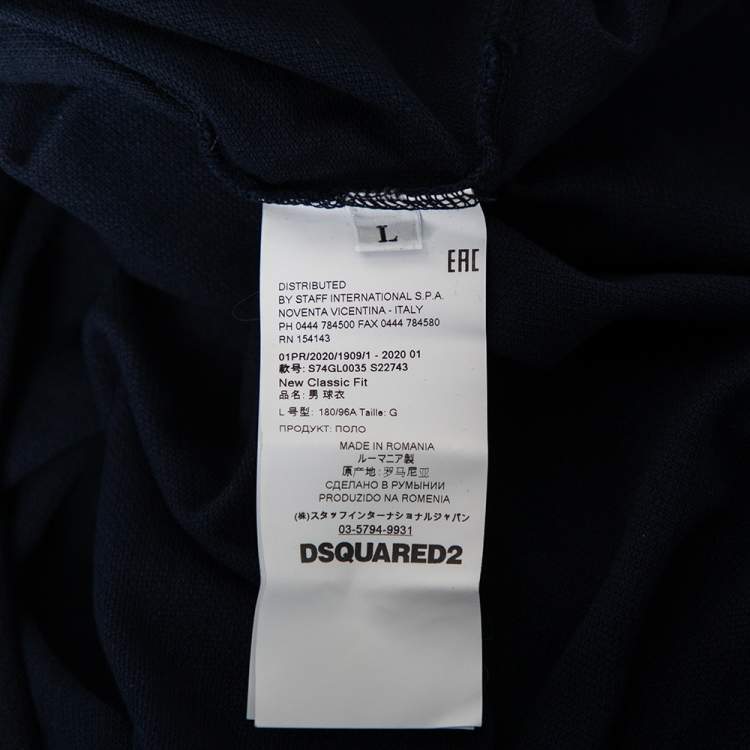 L
EAC
DISTRIBUTED
BY STAFF INTERNATIONAL S.P.A.
NOVENTA VICENTINA - ITALY
PH 0444 784500 FAX 0444 784580
RN 154143
01PR/2020/1909/1 - 2020 01
款号: S74GL0035 S22743
New Classic Fit
品名: 男 球衣
L 号型: 180/96A Taille: G
ПРОДУКТ: ПОЛО
MADE IN ROMANIA
ルーマニア製
原产地: 罗马尼亚
СДЕЛАНО В РУМЫНИИ
PRODUZIDO NA ROMENIA
(株)スタッフインターナショナルジャパン
03-5794-9931
DSQUARED2